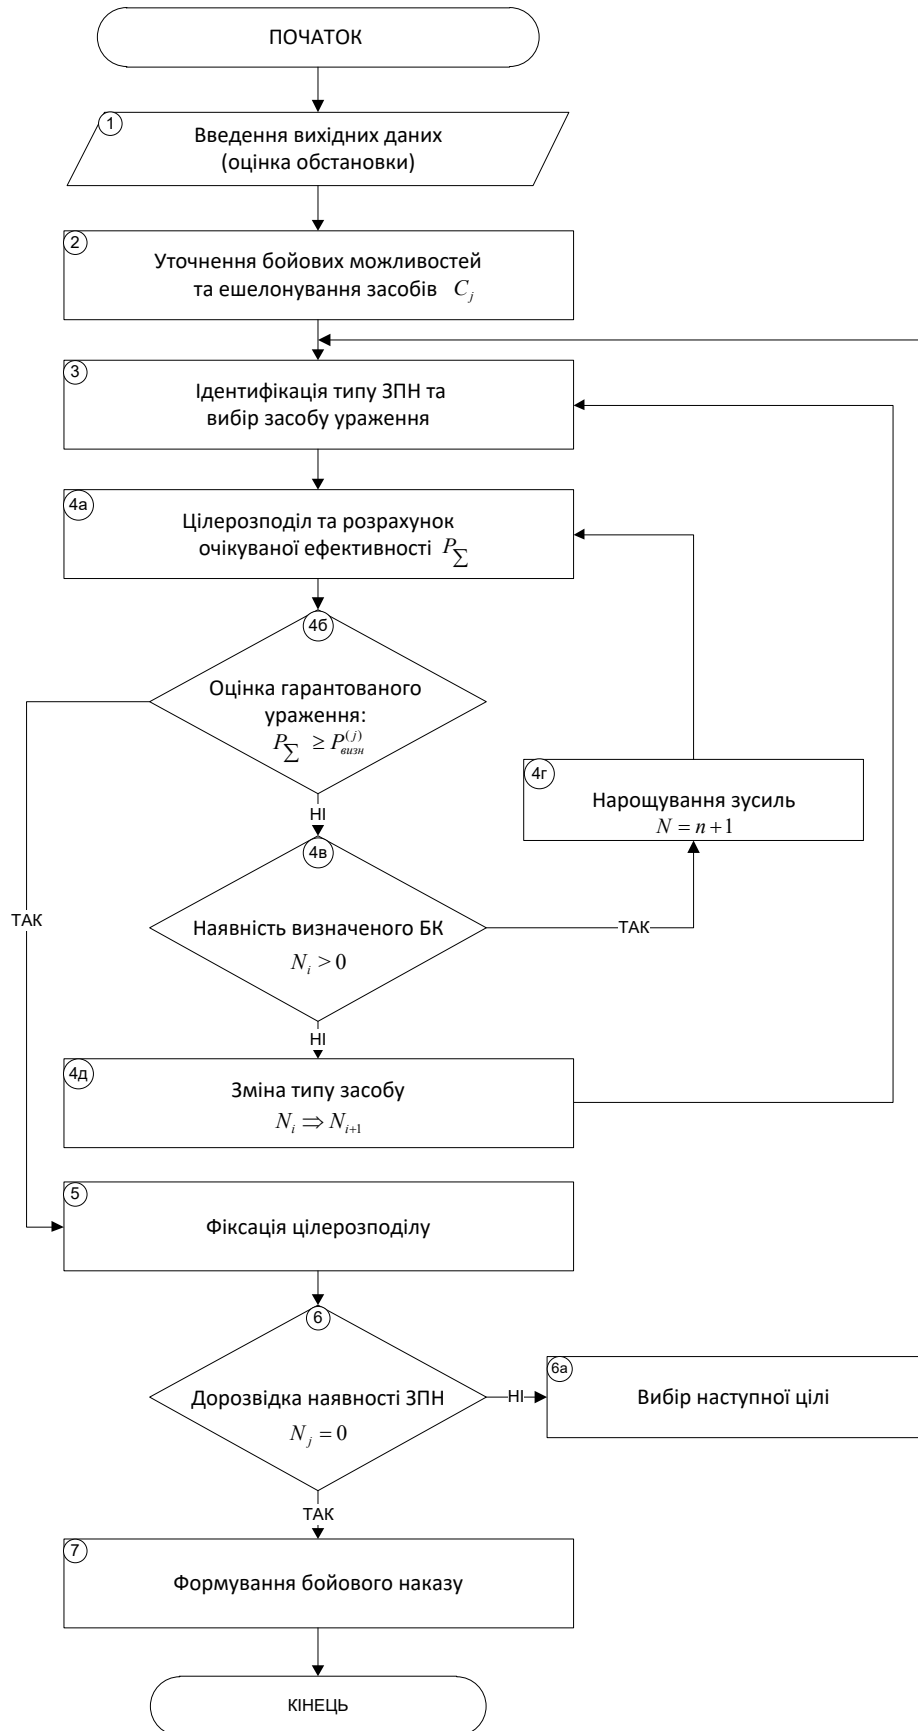 ПОЧАТОК
1
Введення вихідних даних
(оцінка обстановки)
2
Уточнення бойових можливостей
та ешелонування засобів C_j
3
Ідентифікація типу ЗПН та
вибір засобу ураження
4а
Цілерозподіл та розрахунок
очікуваної ефективності P_∑
4б
Оцінка гарантованого
ураження:
P_∑ ≥ P_визн^(j)
НІ
4г
Нарощування зусиль
N = n + 1
4в
Наявність визначеного БК
N_i > 0
ТАК
ТАК
НІ
4д
Зміна типу засобу
N_i ⇒ N_{i+1}
5
Фіксація цілерозподілу
6
Дорозвідка наявності ЗПН
N_j = 0
НІ
6а
Вибір наступної цілі
ТАК
7
Формування бойового наказу
КІНЕЦЬ